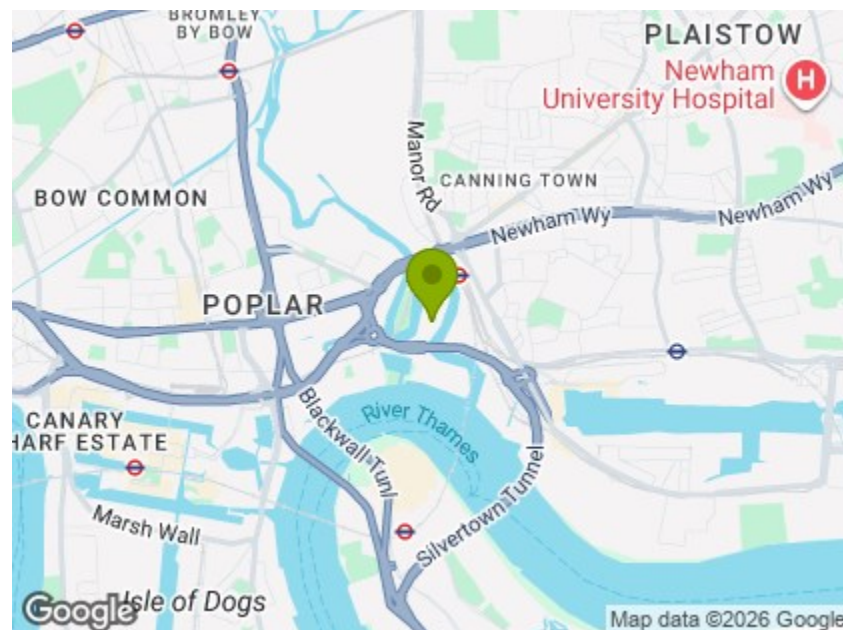 BROMLEY
BY BOW
PLAISTOW
Newham
University Hospital
H
Manor Rd
CANNING TOWN
BOW COMMON
Newham Wy
Newham Wy
POPLAR
CANARY
HARF ESTATE
River Thames
Blackwall Tunl
Silvertown Tunnel
Marsh Wall
Isle of Dogs
Google
Map data ©2026 Google